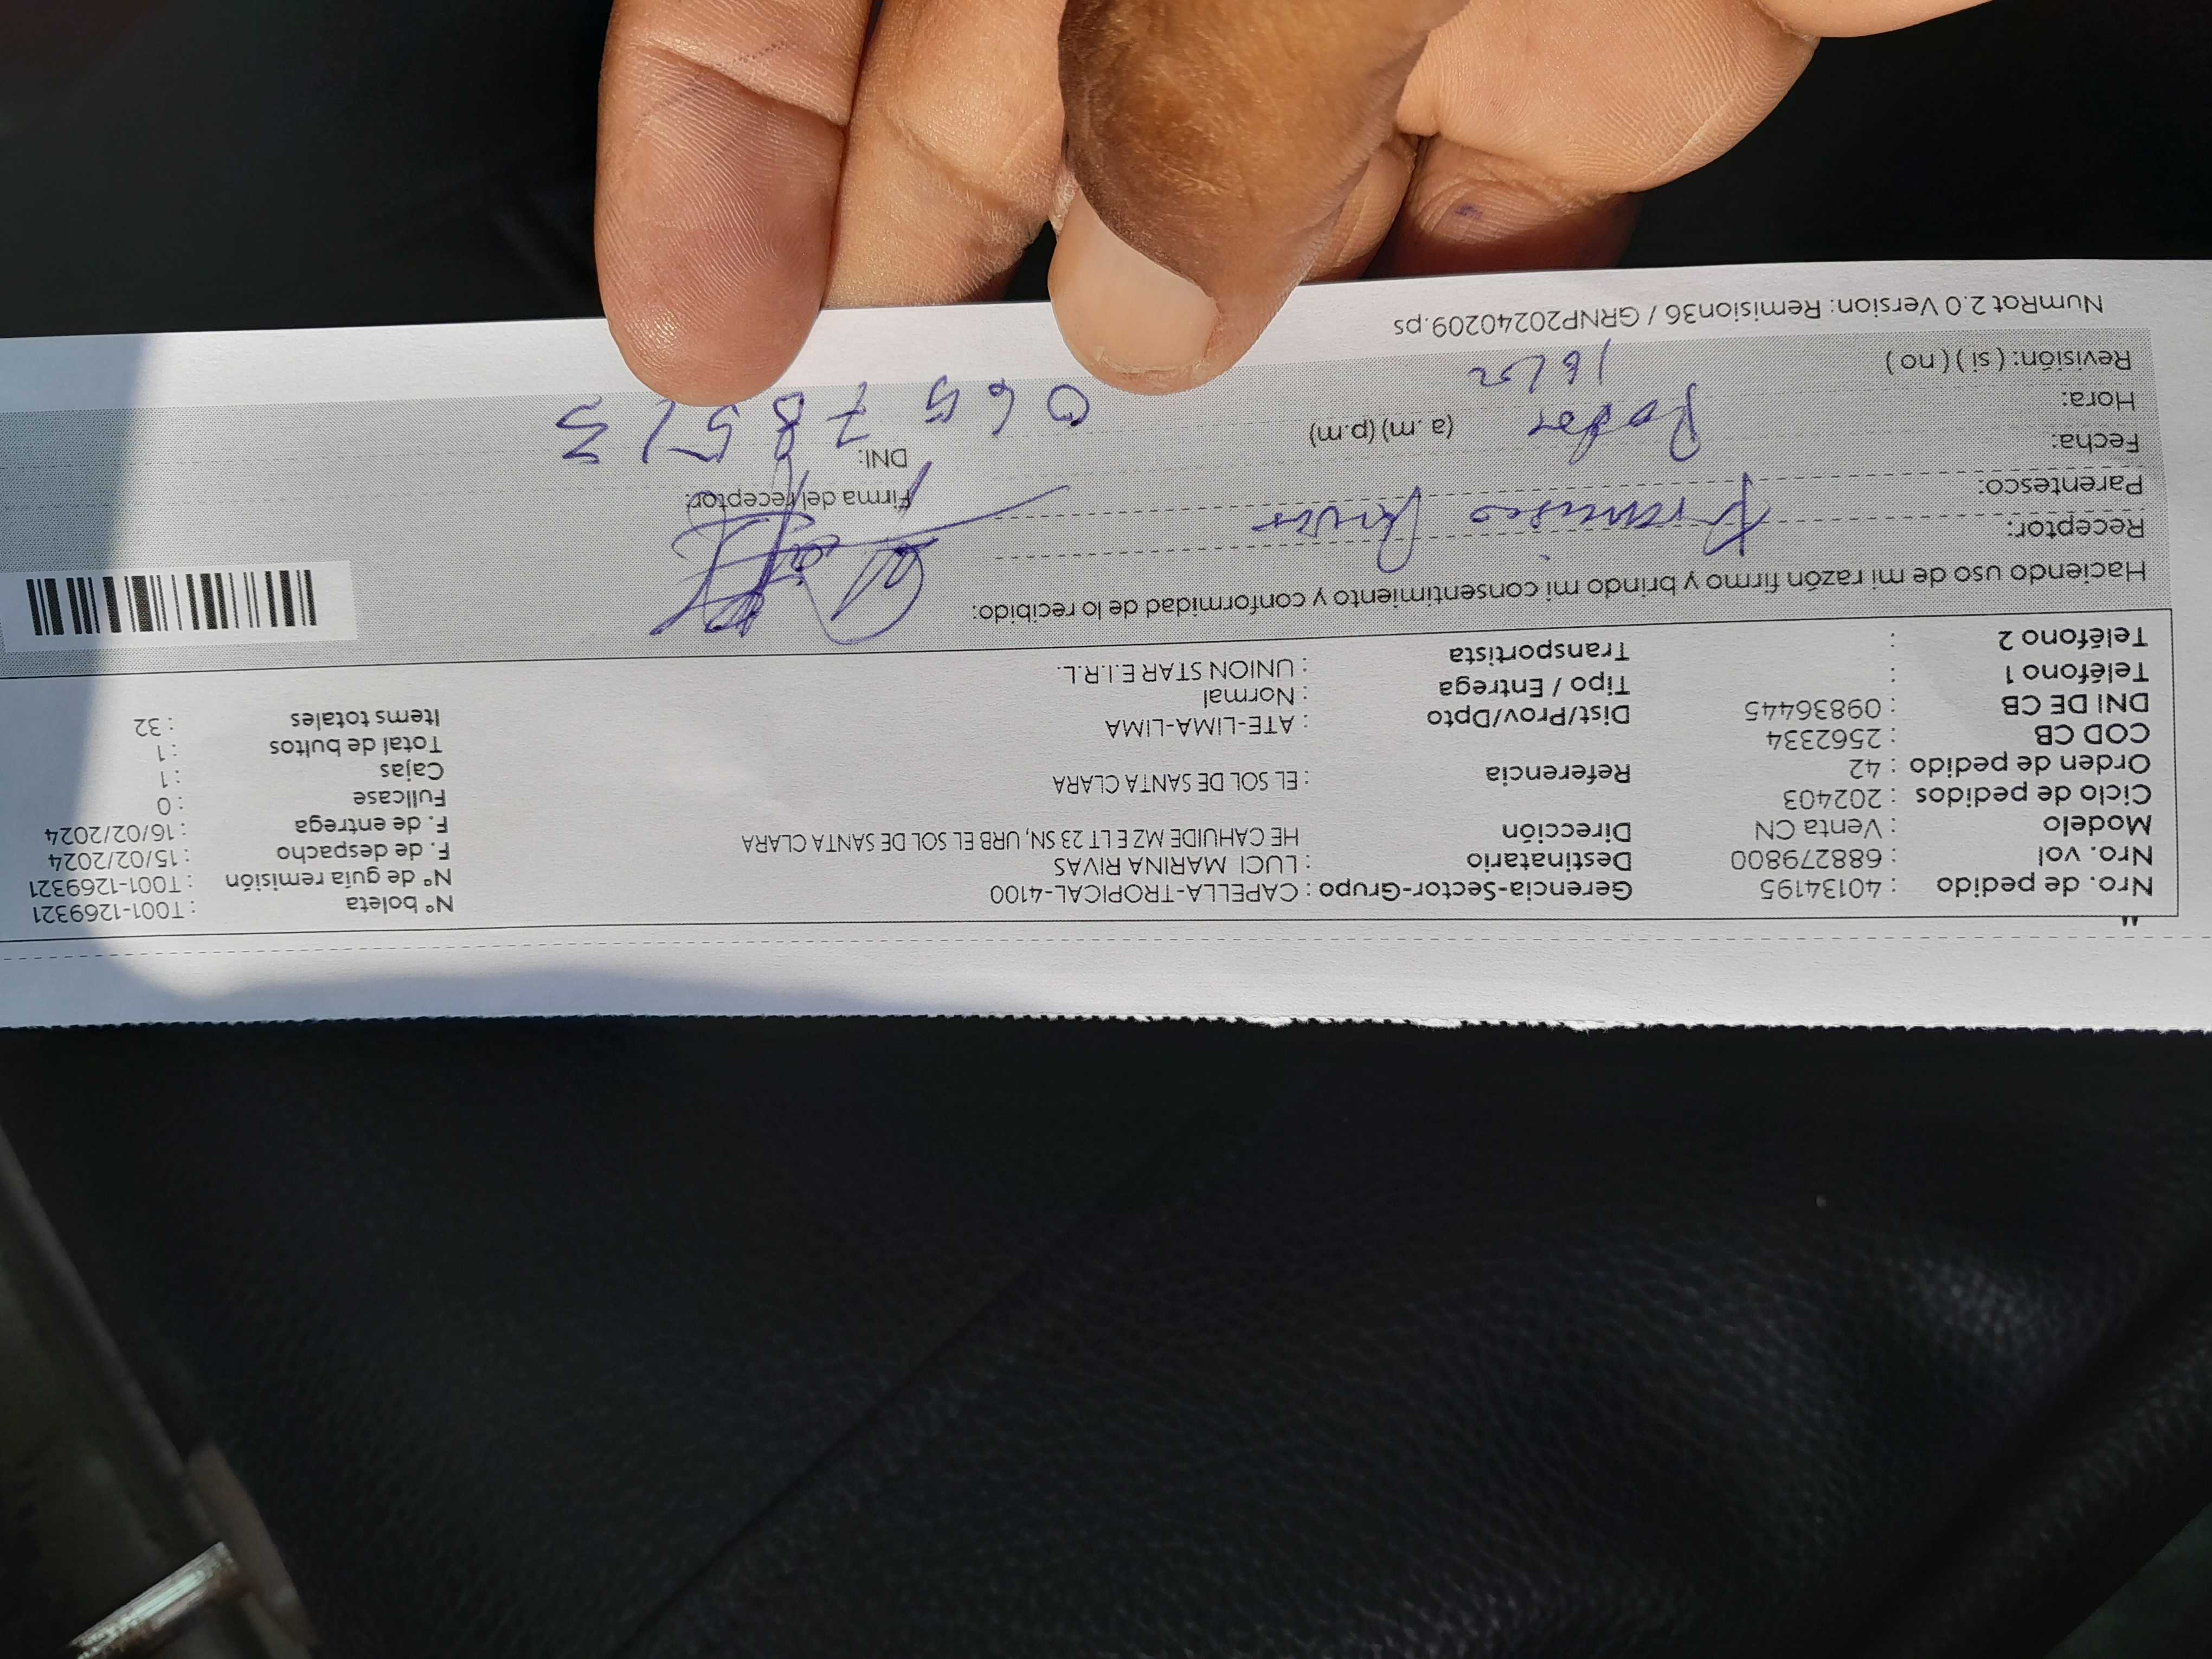 Nro. de pedido : 40134195 Gerencia-Sector-Grupo : CAPELLA-TROPICAL-4100 N° boleta : T001-1269321
Nro. vol : 688279800 Destinatario : LUCI MARINA RIVAS N° de guía remisión : T001-1269321
Modelo : Venta CN Dirección HE CAHUIDE MZ E LT 23 SN, URB EL SOL DE SANTA CLARA F. de despacho : 15/02/2024
Ciclo de pedidos : 202403 F. de entrega : 16/02/2024
Orden de pedido : 42 Referencia : EL SOL DE SANTA CLARA Fullcase : 0
COD CB : 2562334 Cajas : 1
DNI DE CB : 09836445 Dist/Prov/Dpto : ATE-LIMA-LIMA Total de bultos : 1
Teléfono 1 : Tipo / Entrega : Normal Items totales : 32
Teléfono 2 : Transportista : UNION STAR E.I.R.L.
Haciendo uso de mi razón firmo y brindo mi consentimiento y conformidad de lo recibido:
Receptor: Francisco
Parentesco: Firma del receptor:
Fecha: DNI:
Hora: (a.m) (p.m)
Revisión: ( si ) ( no )
NumRot 2.0 Version: Remision36 / GRNP20240209.ps